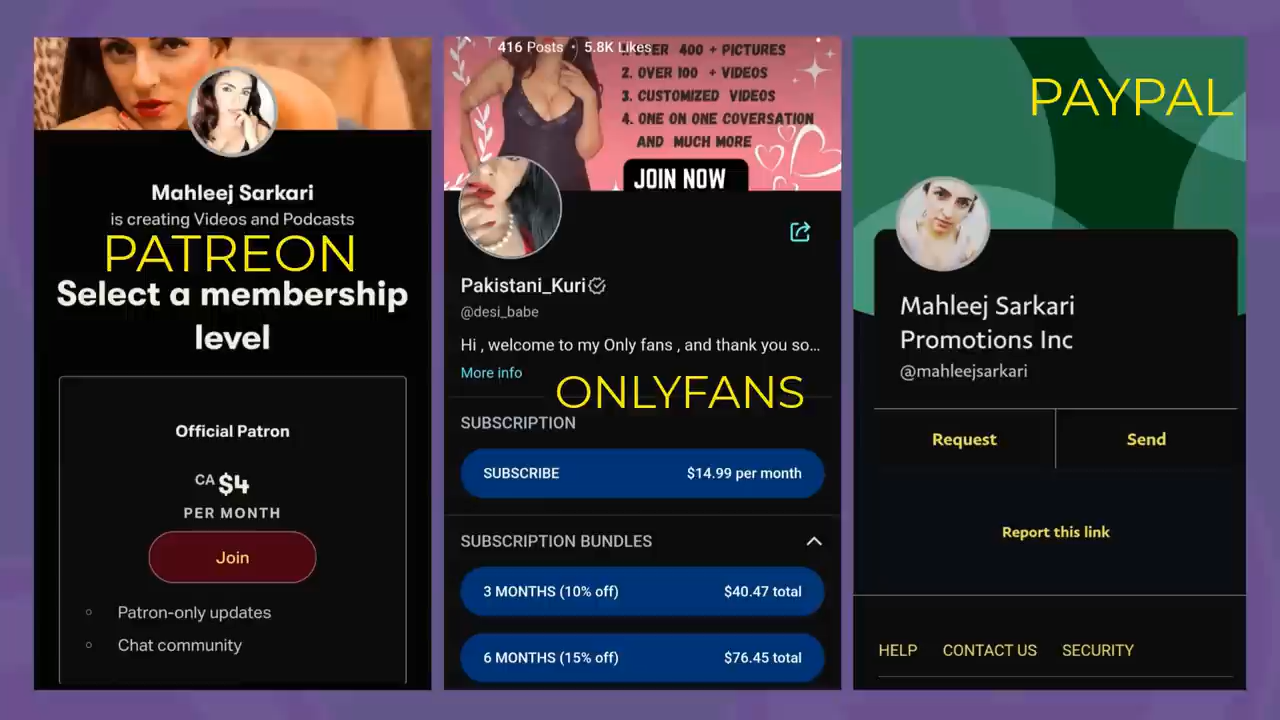 Mahleej Sarkari
is creating Videos and Podcasts
PATREON
Select a membership
level
Official Patron
CA $4
PER MONTH
Join
Patron-only updates
Chat community
416 Posts • 5.8K Likes
1. OVER 400 + PICTURES
2. OVER 100 + VIDEOS
3. CUSTOMIZED VIDEOS
4. ONE ON ONE COVERSATION
AND MUCH MORE
JOIN NOW
Pakistani_Kuri
@desi_babe
Hi , welcome to my Only fans , and thank you so...
More info
ONLYFANS
SUBSCRIPTION
SUBSCRIBE $14.99 per month
SUBSCRIPTION BUNDLES
3 MONTHS (10% off) $40.47 total
6 MONTHS (15% off) $76.45 total
PAYPAL
Mahleej Sarkari
Promotions Inc
@mahleejsarkari
Request Send
Report this link
HELP CONTACT US SECURITY